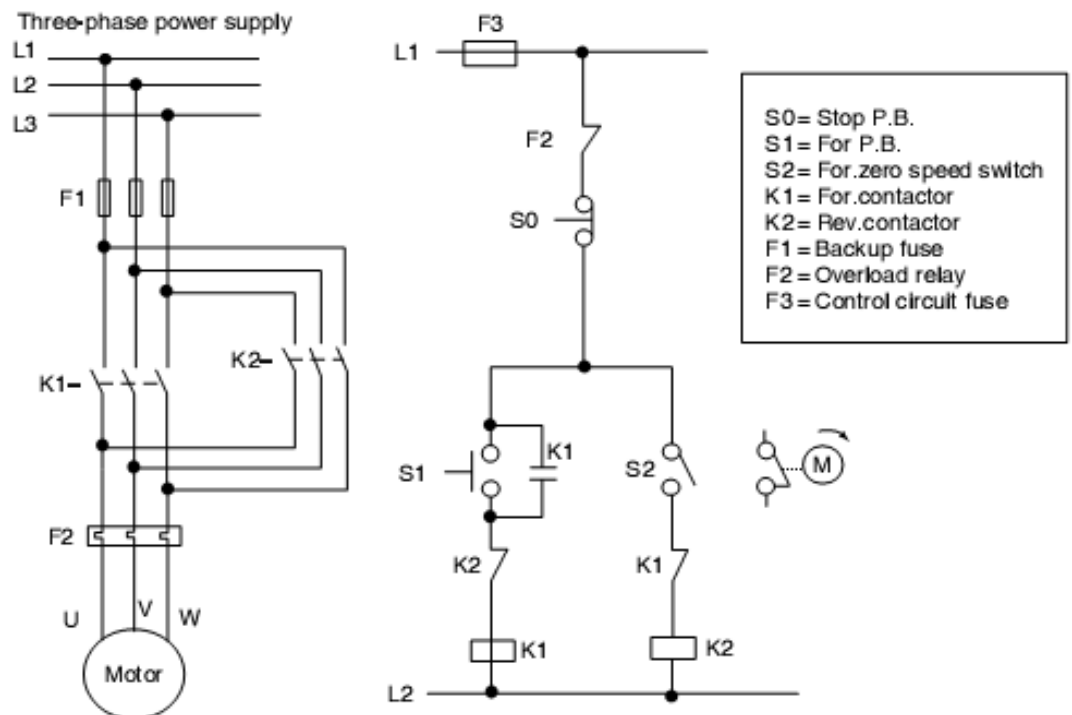 Three-phase power supply
L1
L2
L3
F1
K1
K2
F2
U
V
W
Motor
F3
L1
F2
S0
S1
K1
S2
M
K2
K1
K1
K2
L2
S0= Stop P.B.
S1= For P.B.
S2= For.zero speed switch
K1= For.contactor
K2= Rev.contactor
F1= Backup fuse
F2= Overload relay
F3= Control circuit fuse